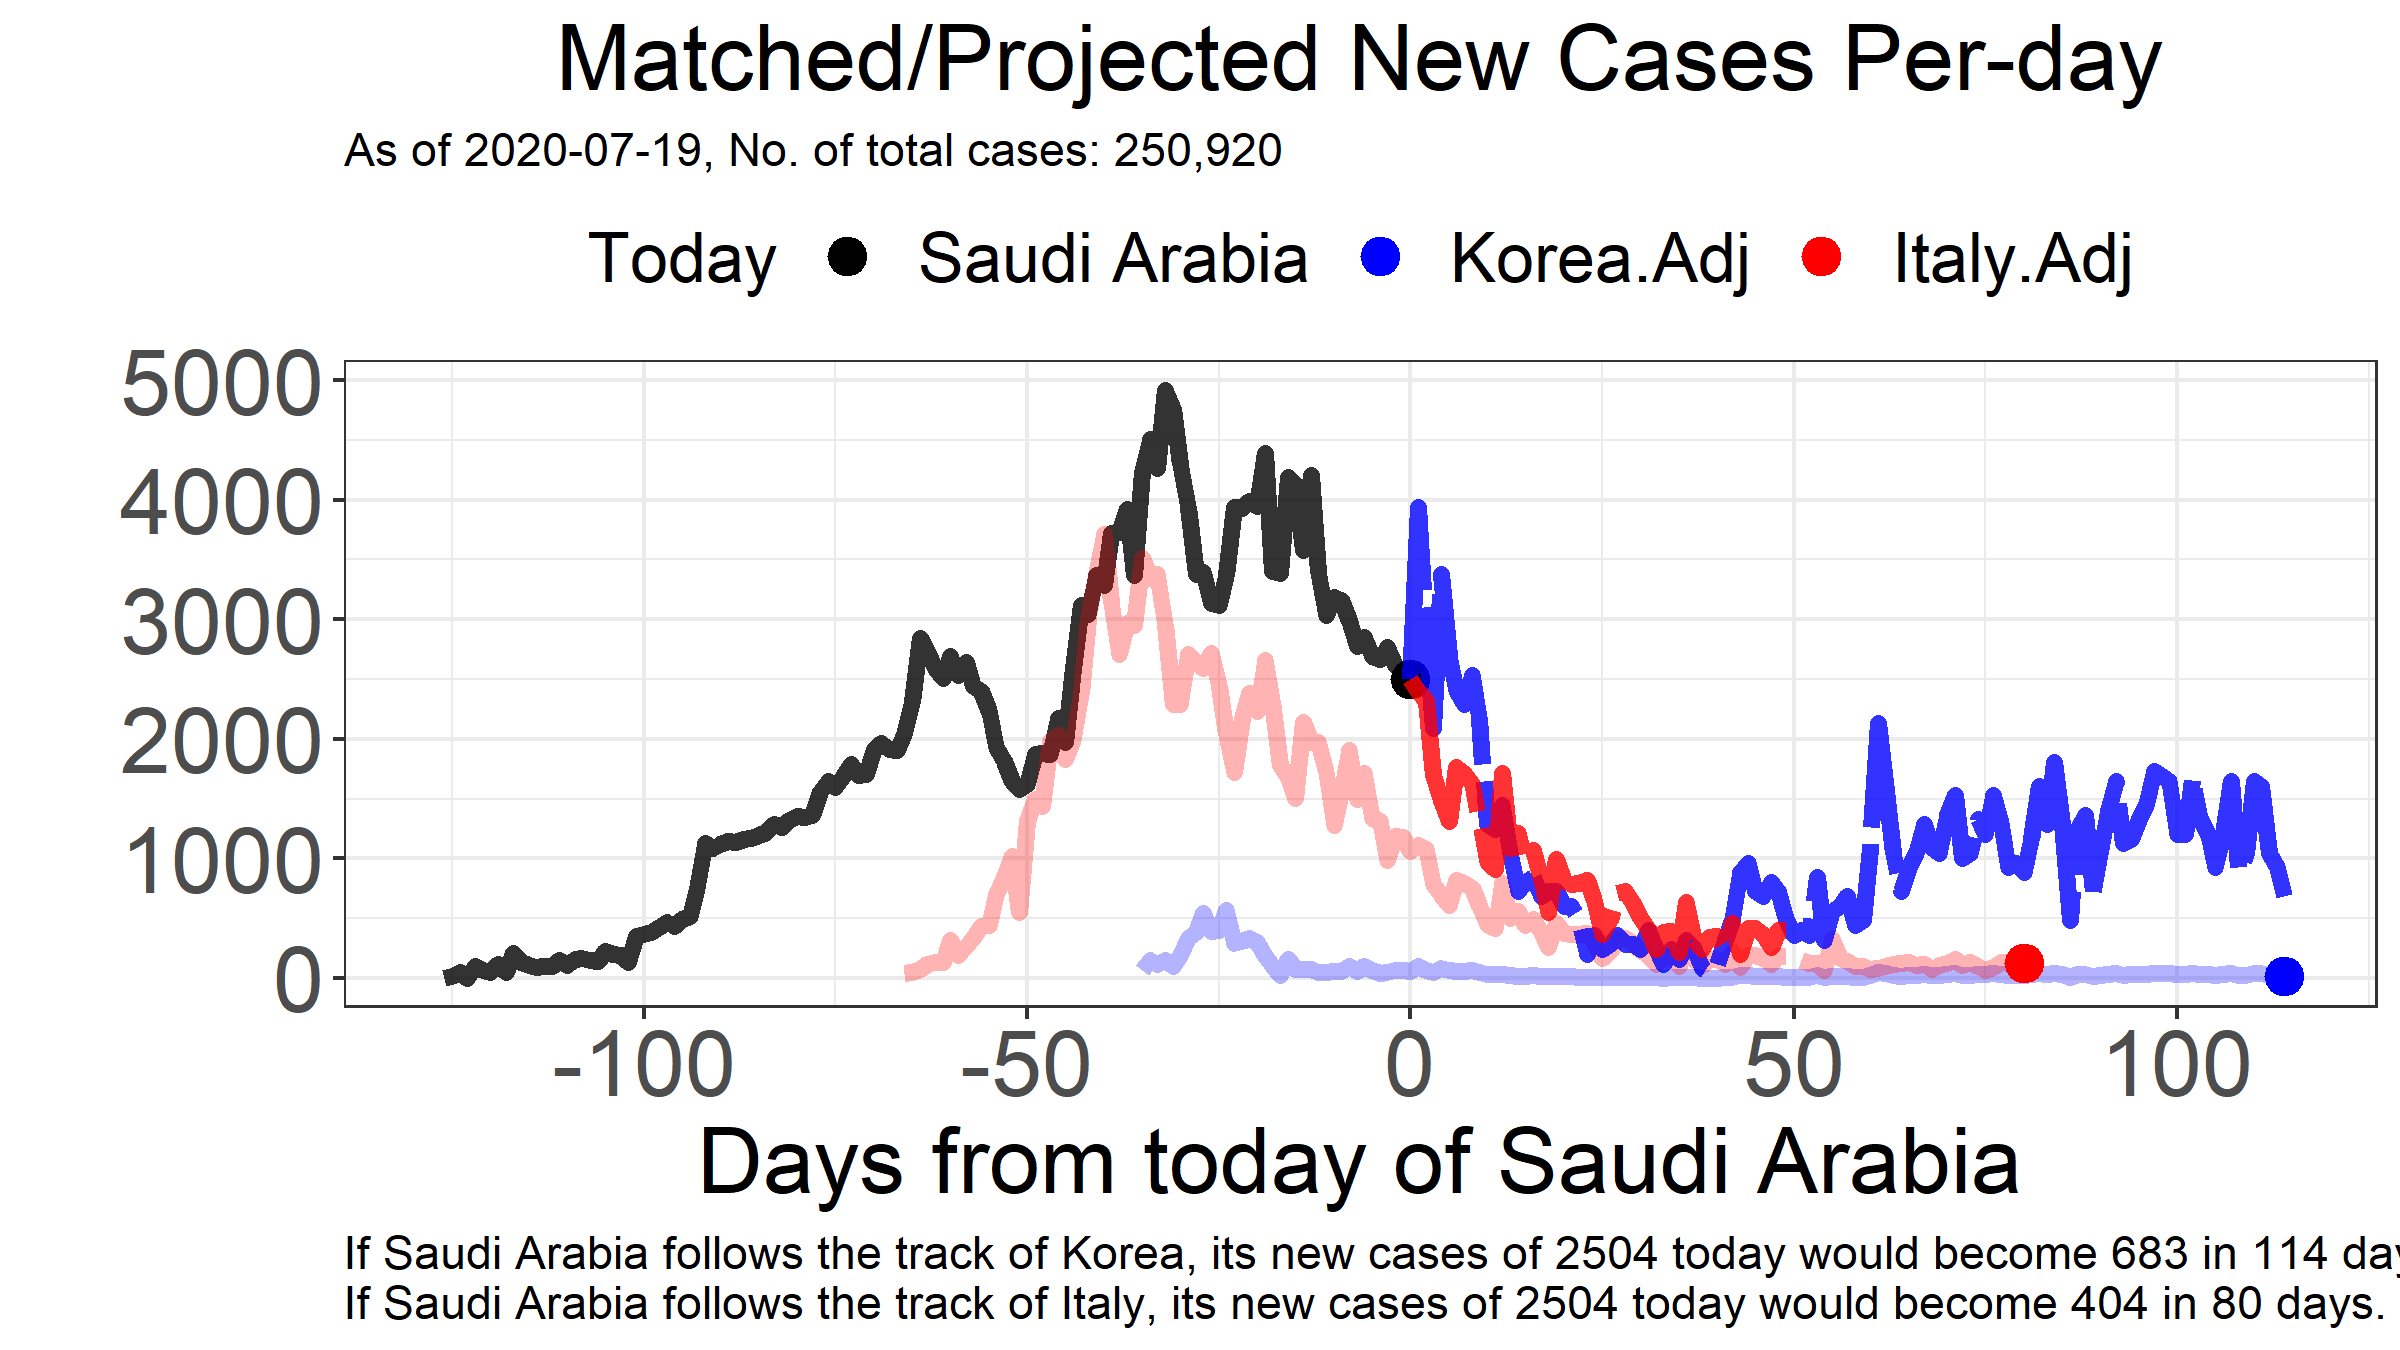 Matched/Projected New Cases Per-day
As of 2020-07-19, No. of total cases: 250,920
Today Saudi Arabia Korea.Adj Italy.Adj
5000
4000
3000
2000
1000
0
-100 -50 0 50 100
Days from today of Saudi Arabia
If Saudi Arabia follows the track of Korea, its new cases of 2504 today would become 683 in 114 day
If Saudi Arabia follows the track of Italy, its new cases of 2504 today would become 404 in 80 days.